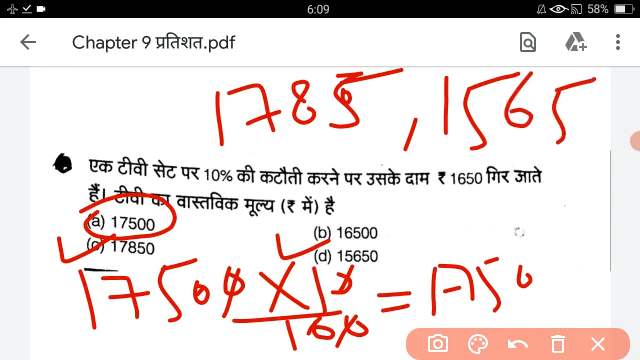 6:09 58%
Chapter 9 प्रतिशत.pdf
1785, 1565
एक टीवी सेट पर 10% की कटौती करने पर उसके दाम ₹ 1650 गिर जाते
हैं। टीवी का वास्तविक मूल्य (₹ में) है
(a) 17500
(b) 16500
(c) 17850
(d) 15650
17500 × 10 = 1750
100